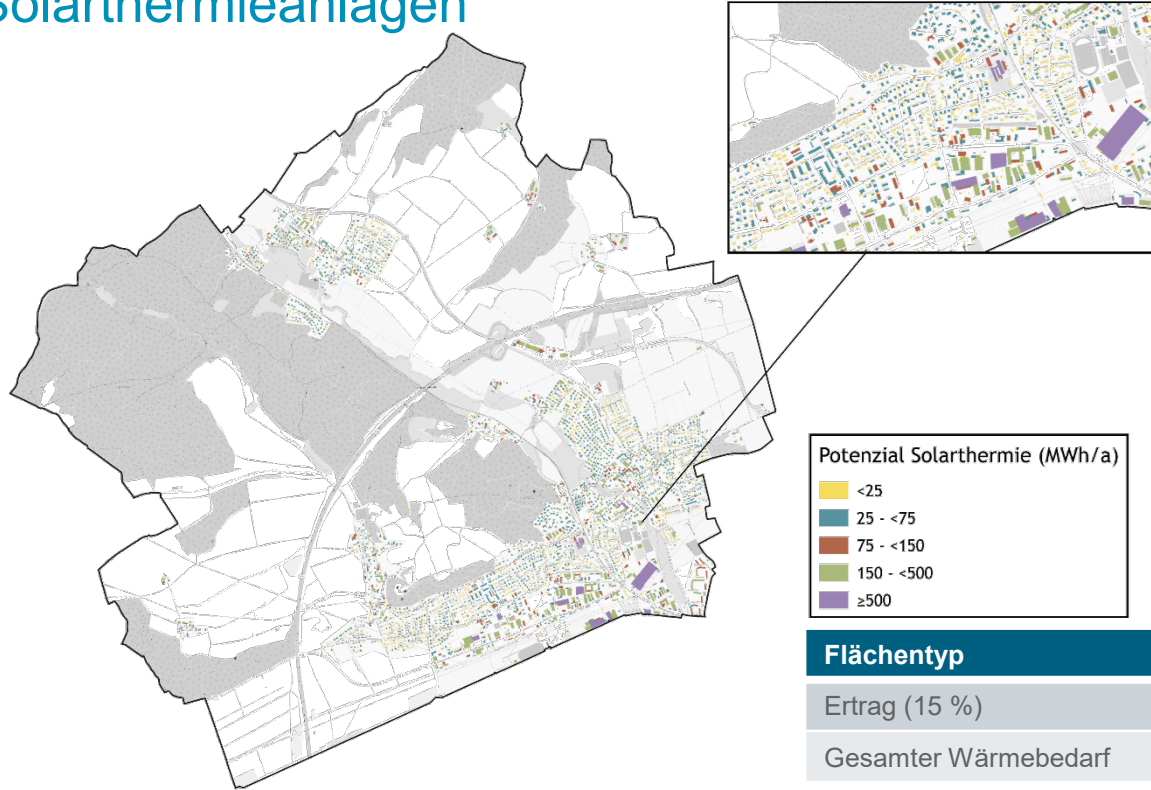 Solarthermieanlagen
Potenzial Solarthermie (MWh/a)
<25
25 - <75
75 - <150
150 - <500
≥500
Flächentyp
Ertrag (15 %)
Gesamter Wärmebedarf